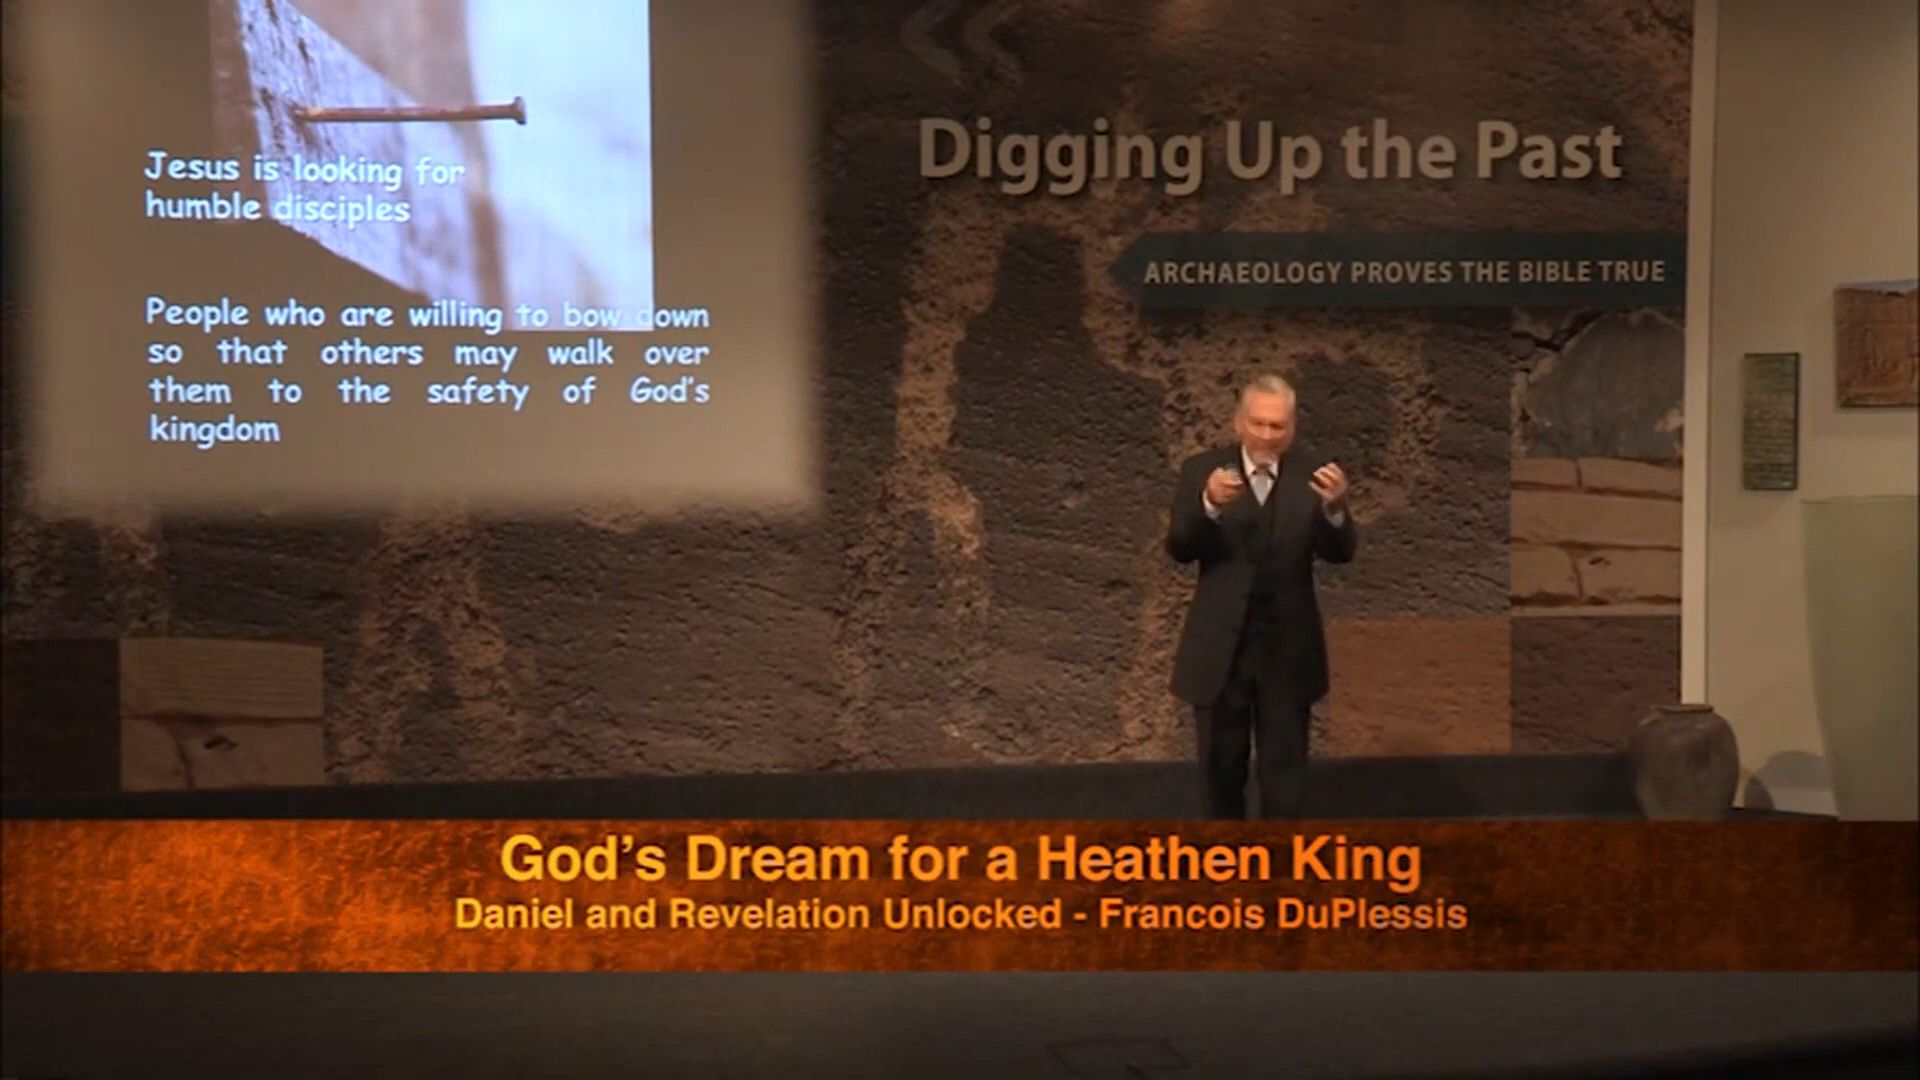 Jesus is looking for
humble disciples
People who are willing to bow down
so that others may walk over
them to the safety of God's
kingdom
Digging Up the Past
ARCHAEOLOGY PROVES THE BIBLE TRUE
God's Dream for a Heathen King
Daniel and Revelation Unlocked - Francois DuPlessis